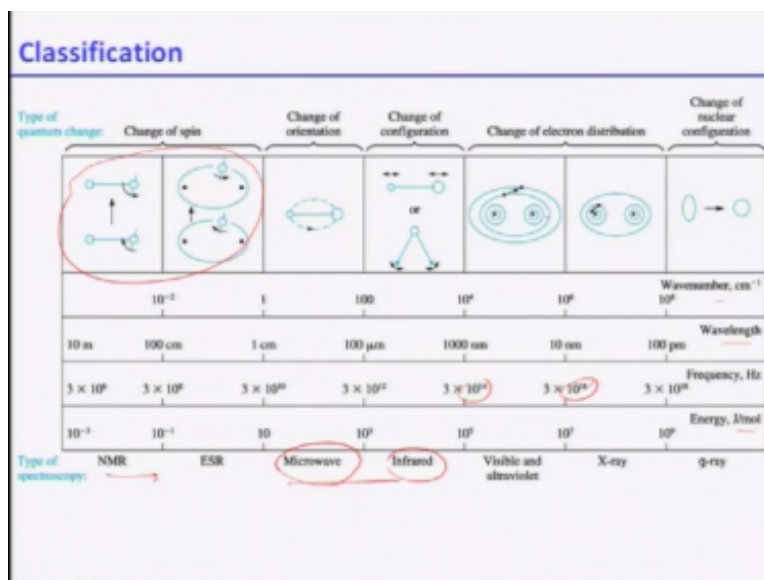 Classification
Type of quantum change:
Change of spin
Change of orientation
Change of configuration
Change of electron distribution
Change of nuclear configuration
or
Wavenumber, cm⁻¹
10⁻² 1 100 10⁴ 10⁶ 10⁸
Wavelength
10 m 100 cm 1 cm 100 μm 1000 nm 10 nm 100 pm
Frequency, Hz
3 × 10⁶ 3 × 10⁸ 3 × 10¹⁰ 3 × 10¹² 3 × 10¹⁴ 3 × 10¹⁶ 3 × 10¹⁸
Energy, J/mol
10⁻³ 10⁻¹ 10 10³ 10⁵ 10⁷ 10⁹
Type of spectroscopy:
NMR ESR Microwave Infrared Visible and ultraviolet X-ray g-ray